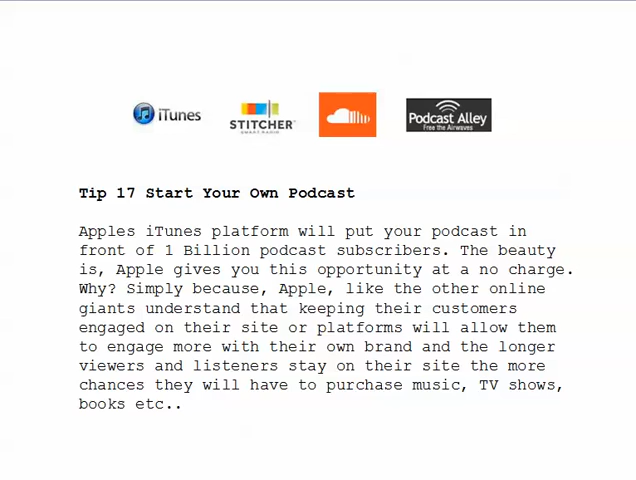 iTunes
STITCHER
SMART RADIO
Podcast Alley
Free the Airwaves
Tip 17 Start Your Own Podcast
Apples iTunes platform will put your podcast in
front of 1 Billion podcast subscribers. The beauty
is, Apple gives you this opportunity at a no charge.
Why? Simply because, Apple, like the other online
giants understand that keeping their customers
engaged on their site or platforms will allow them
to engage more with their own brand and the longer
viewers and listeners stay on their site the more
chances they will have to purchase music, TV shows,
books etc..